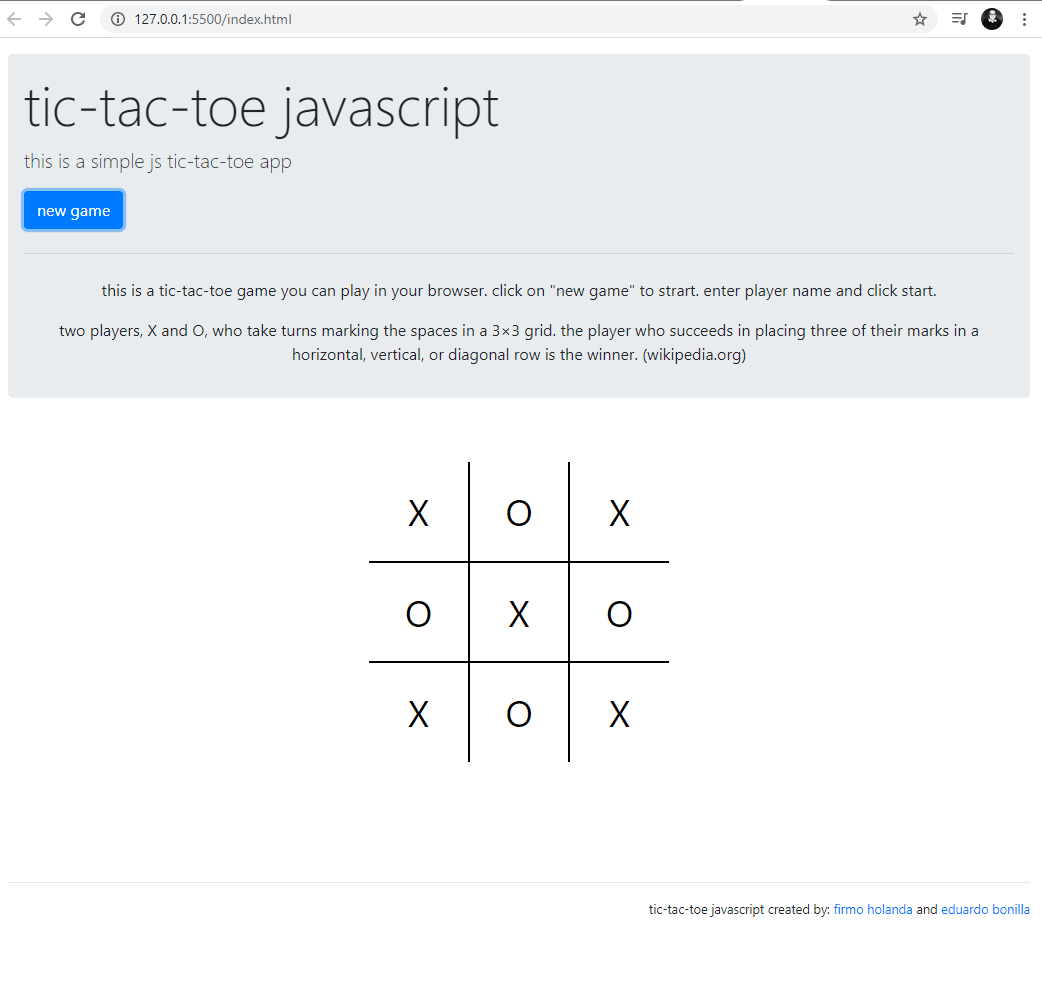 127.0.0.1:5500/index.html
tic-tac-toe javascript
this is a simple js tic-tac-toe app
new game
this is a tic-tac-toe game you can play in your browser. click on "new game" to strart. enter player name and click start.
two players, X and O, who take turns marking the spaces in a 3×3 grid. the player who succeeds in placing three of their marks in a
horizontal, vertical, or diagonal row is the winner. (wikipedia.org)
X O X
O X O
X O X
tic-tac-toe javascript created by: firmo holanda and eduardo bonilla